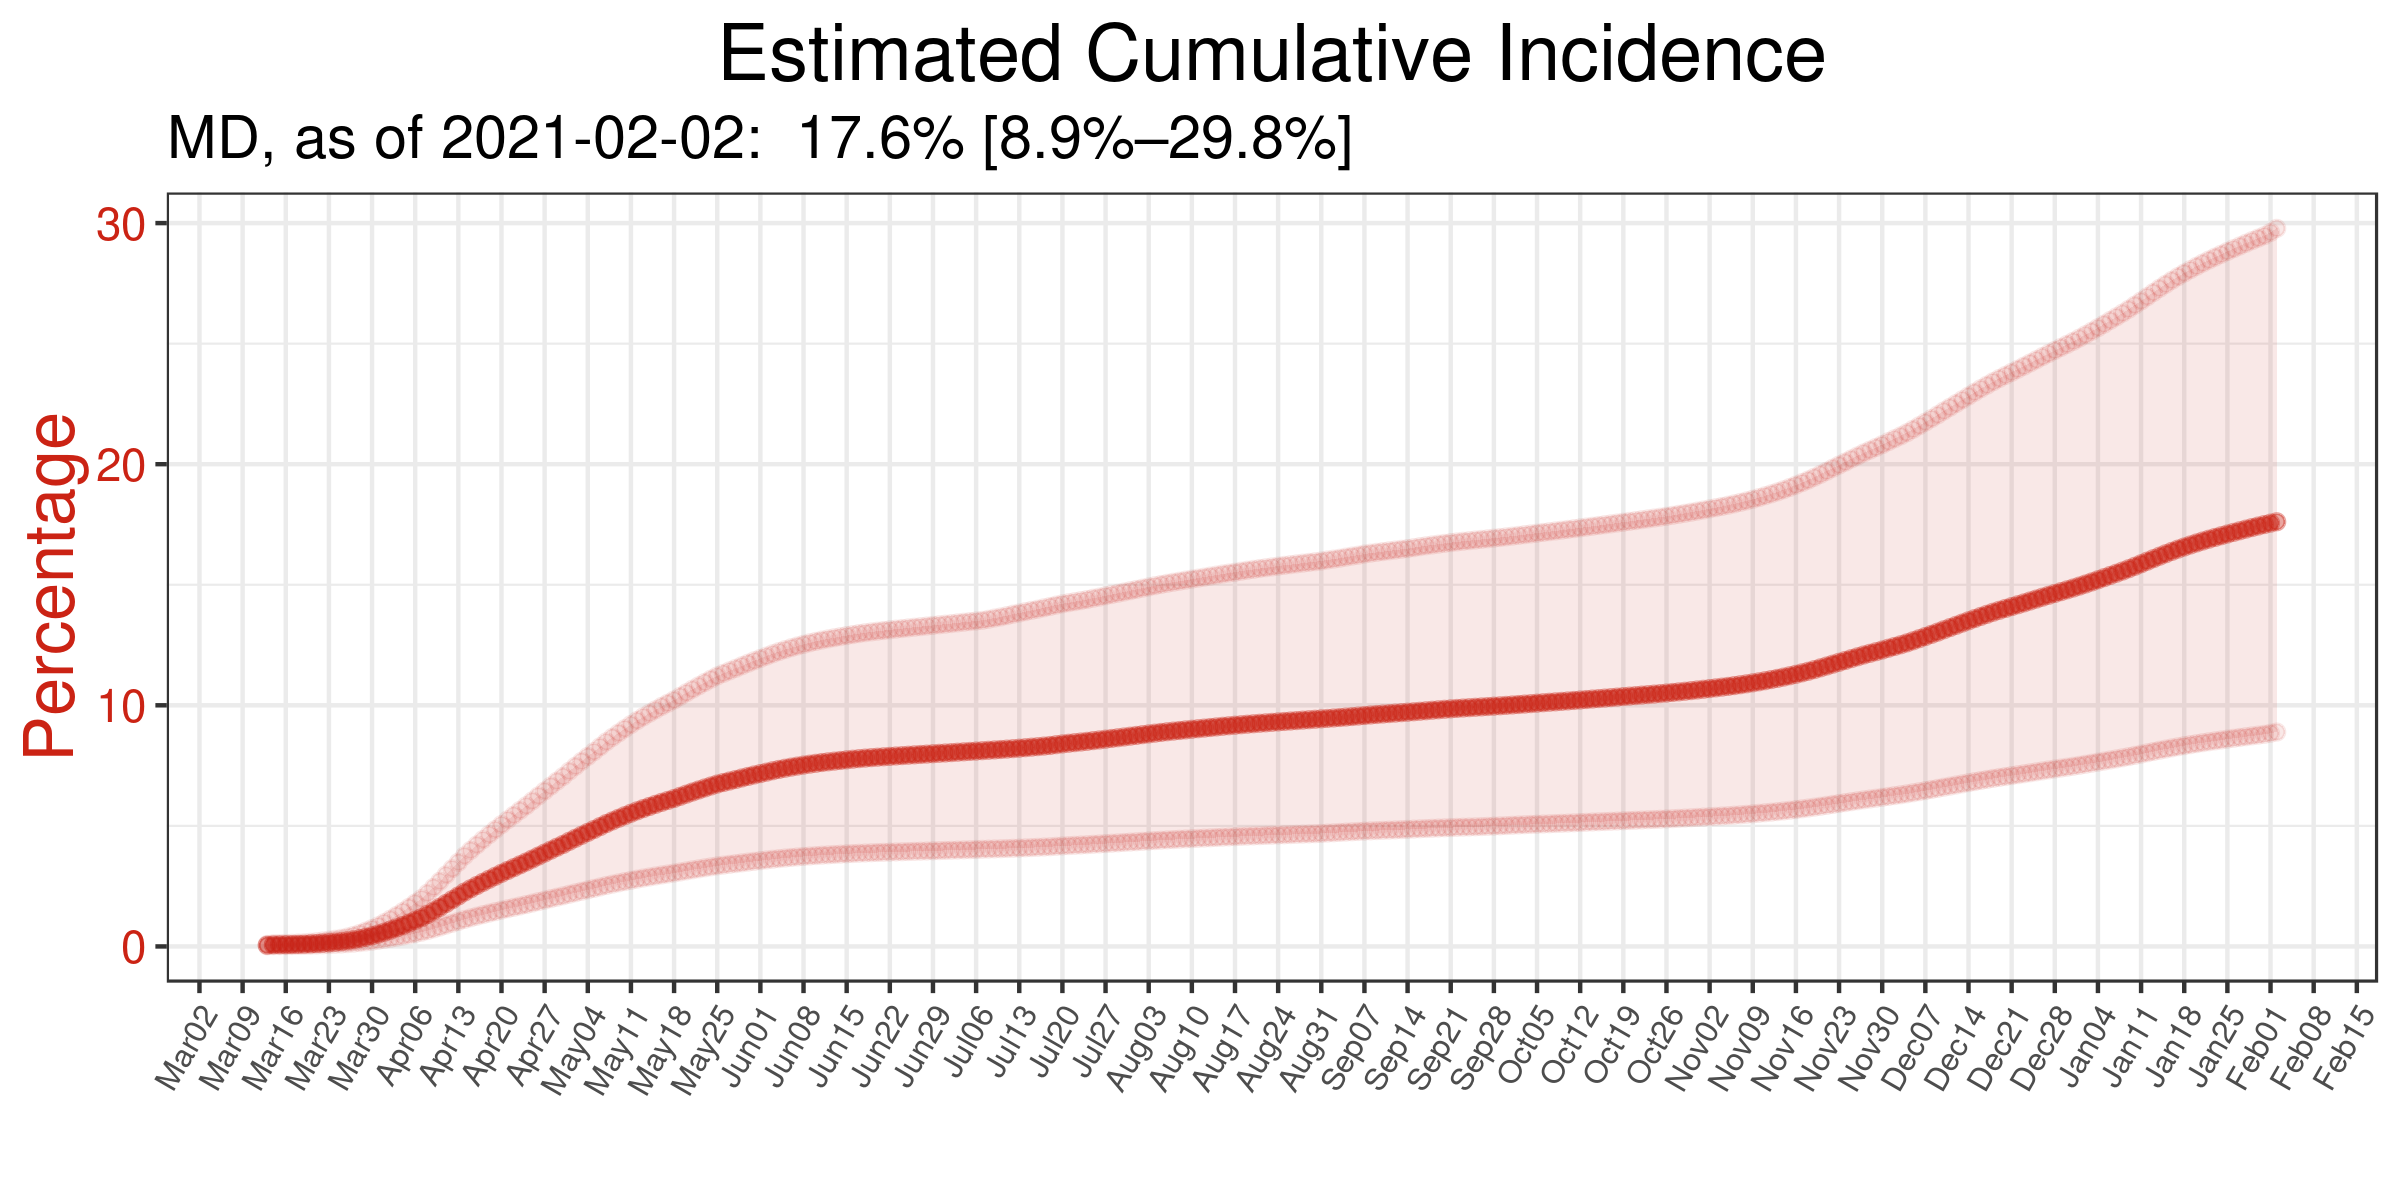 Estimated Cumulative Incidence
MD, as of 2021-02-02:  17.6% [8.9%–29.8%]
Percentage
30
20
10
0
Mar02
Mar09
Mar16
Mar23
Mar30
Apr06
Apr13
Apr20
Apr27
May04
May11
May18
May25
Jun01
Jun08
Jun15
Jun22
Jun29
Jul06
Jul13
Jul20
Jul27
Aug03
Aug10
Aug17
Aug24
Aug31
Sep07
Sep14
Sep21
Sep28
Oct05
Oct12
Oct19
Oct26
Nov02
Nov09
Nov16
Nov23
Nov30
Dec07
Dec14
Dec21
Dec28
Jan04
Jan11
Jan18
Jan25
Feb01
Feb08
Feb15